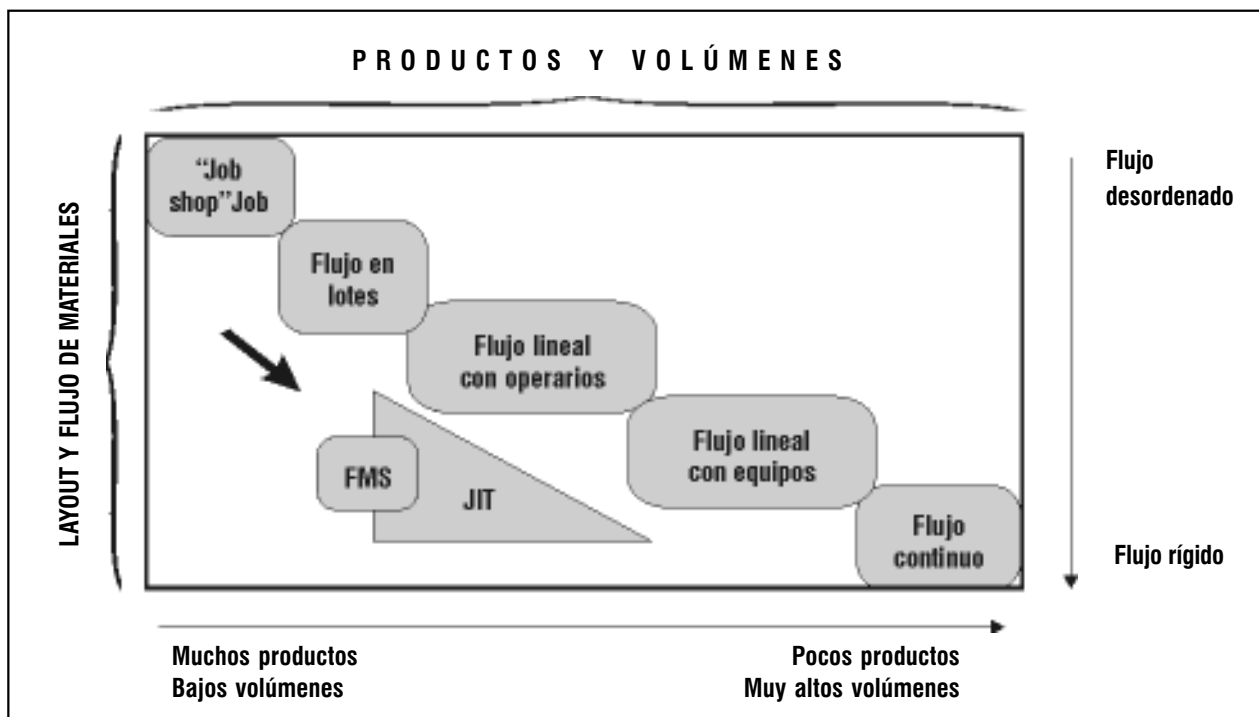 PRODUCTOS Y VOLÚMENES
LAYOUT Y FLUJO DE MATERIALES
“Job
shop”Job
Flujo en
lotes
Flujo lineal
con operarios
Flujo lineal
con equipos
Flujo
continuo
FMS
JIT
Flujo
desordenado
Flujo rígido
Muchos productos
Bajos volúmenes
Pocos productos
Muy altos volúmenes